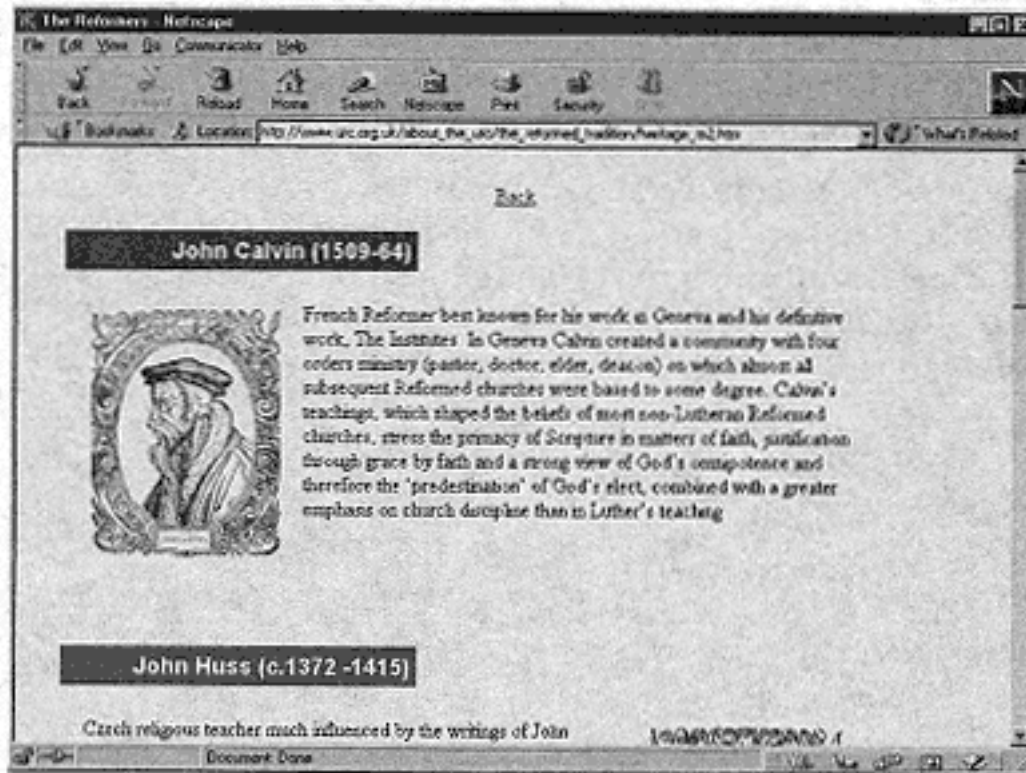 The Reformers - Netscape
File Edit View Go Communicator Help
Back Forward Reload Home Search Netscape Print Security Stop
Bookmarks Location: http://www.urc.org.uk/about_the_urc/the_reformed_tradition/heritage_m2.htm What's Related
Back
John Calvin (1509-64)
French Reformer best known for his work in Geneva and his definitive
work, The Institutes. In Geneva Calvin created a community with four
orders ministry (pastor, doctor, elder, deacon) on which almost all
subsequent Reformed churches were based to some degree. Calvin's
teachings, which shaped the beliefs of most non-Lutheran Reformed
churches, stress the primacy of Scripture in matters of faith, justification
through grace by faith and a strong view of God's omnipotence and
therefore the 'predestination' of God's elect, combined with a greater
emphasis on church discipline than in Luther's teaching
John Huss (c.1372 -1415)
Czech religious teacher much influenced by the writings of John
Document: Done